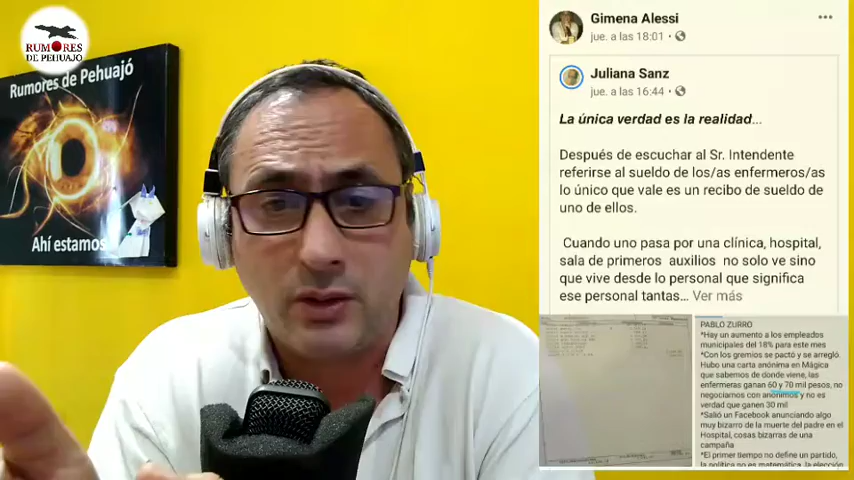 RUMORES
DE PEHUAJO
Rumores de Pehuajó
Ahí estamos
Gimena Alessi
jue. a las 18:01
Juliana Sanz
jue. a las 16:44
La única verdad es la realidad...
Después de escuchar al Sr. Intendente
referirse al sueldo de los/as enfermeros/as
lo único que vale es un recibo de sueldo de
uno de ellos.
Cuando uno pasa por una clínica, hospital,
sala de primeros auxilios no solo ve sino
que vive desde lo personal que significa
ese personal tantas... Ver más
PABLO ZURRO
*Hay un aumento a los empleados
municipales del 18% para este mes
*Con los gremios se pactó y se arregló
Hubo una carta anónima en Mágica
que sabemos de donde viene, las
enfermeras ganan 60 y 70 mil pesos, no
negociamos con anónimos y no es
verdad que ganen 30 mil
*Salió un Facebook anunciando algo
muy bizarro de la muerte del padre en el
Hospital, cosas bizarras de una
campaña
*El primer tiempo no define un partido,
la política no es matemática, la elección